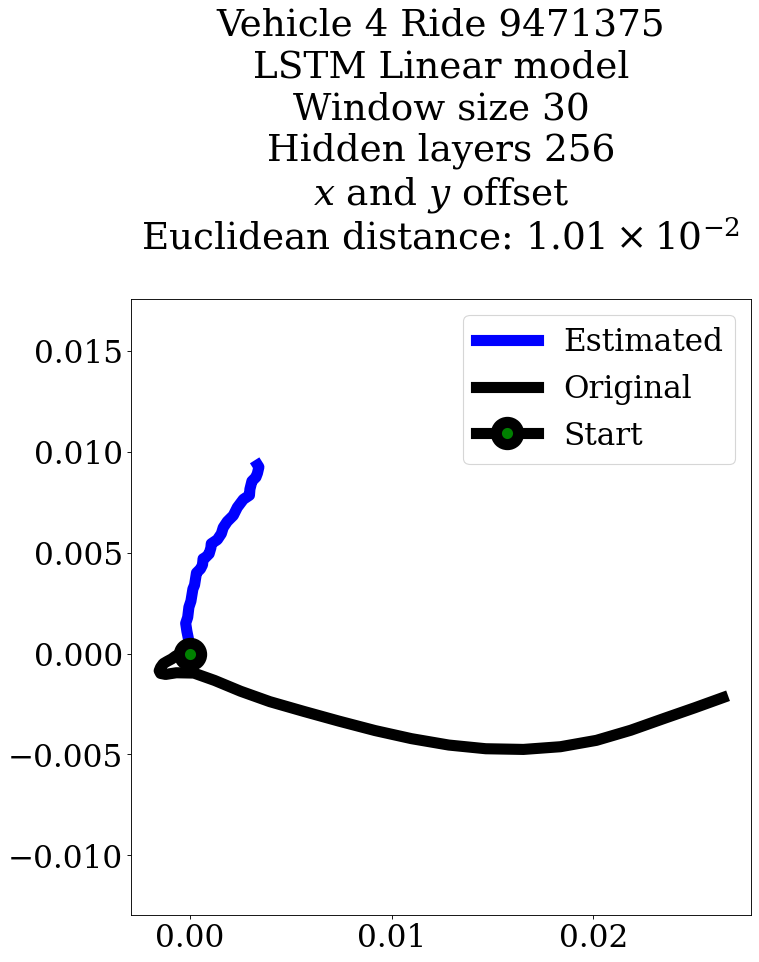 Vehicle 4 Ride 9471375
LSTM Linear model
Window size 30
Hidden layers 256
x and y offset
Euclidean distance: 1.01 × 10⁻²
Estimated
Original
Start
0.015
0.010
0.005
0.000
−0.005
−0.010
0.00 0.01 0.02